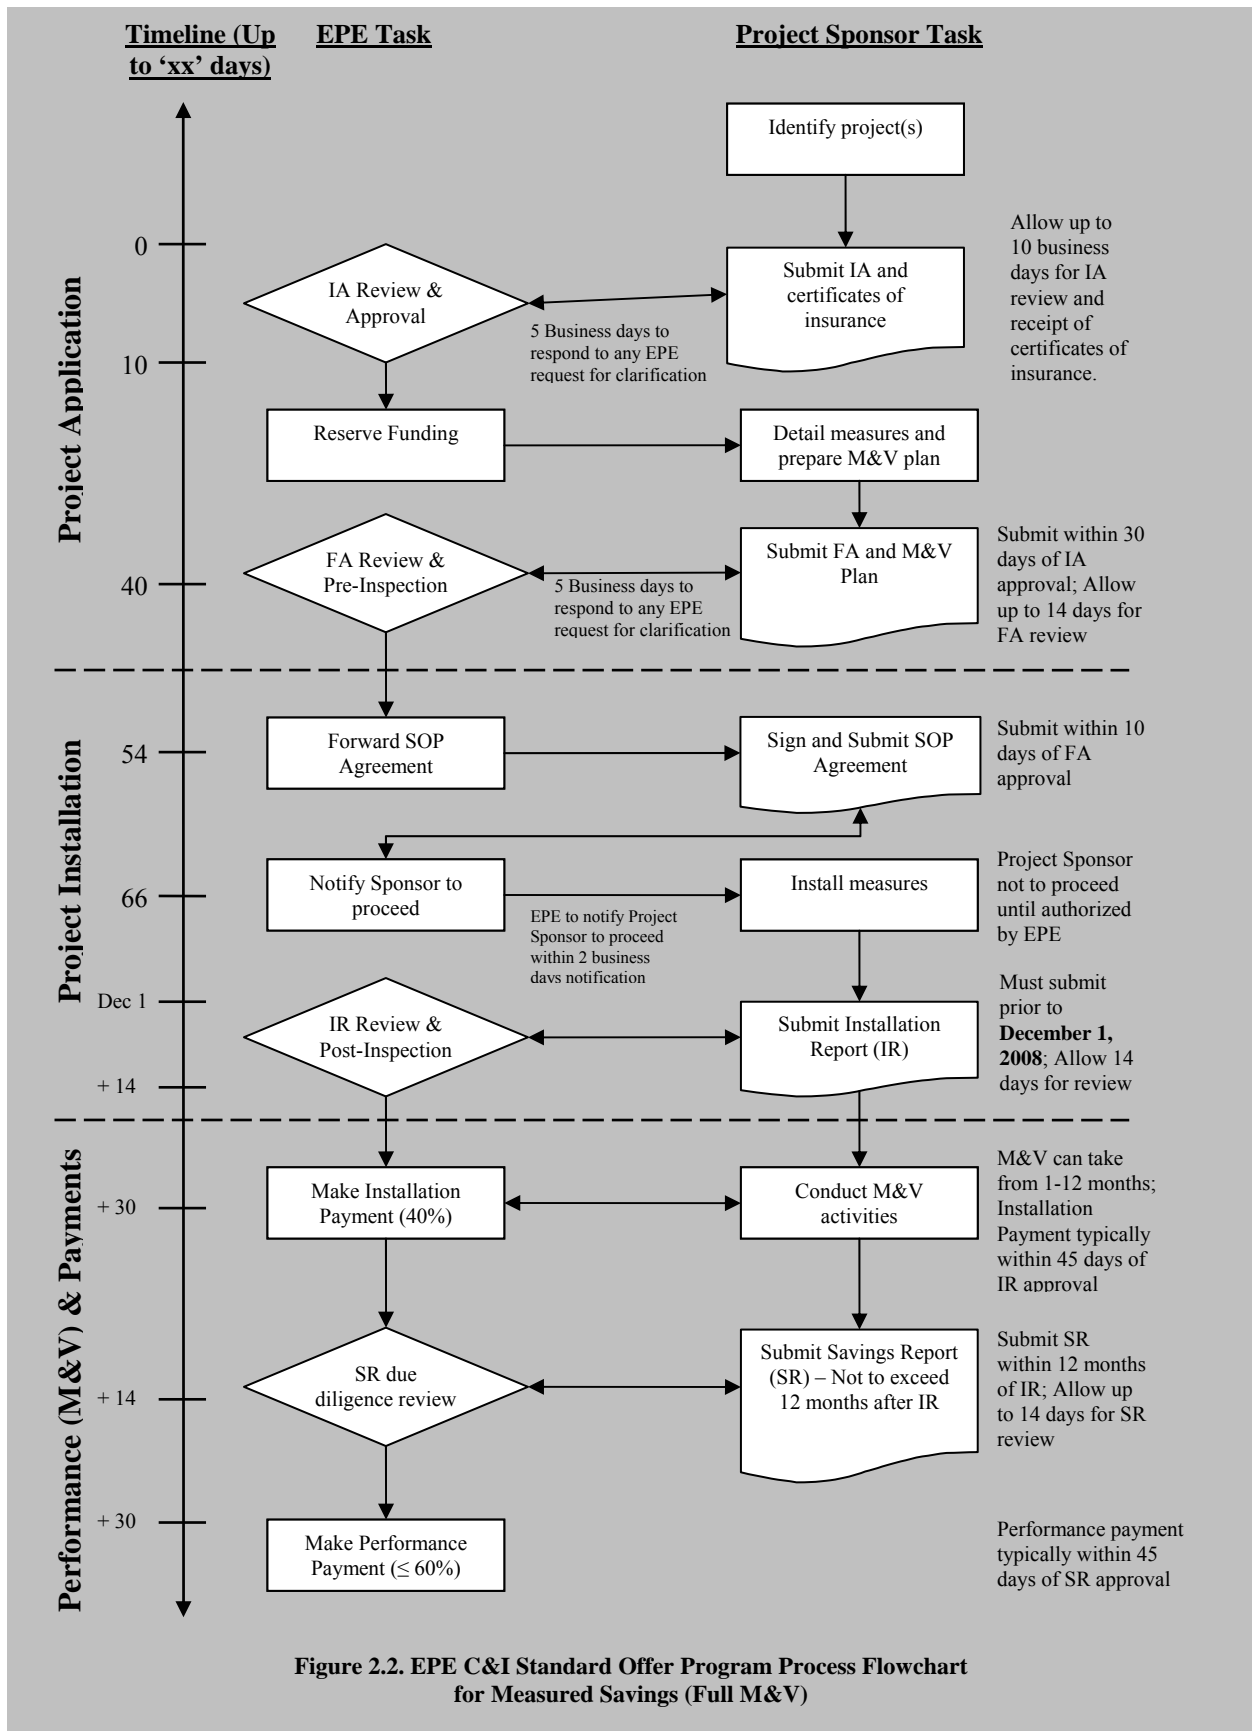 Timeline (Up
to ‘xx’ days)
EPE Task
Project Sponsor Task
Project Application
Identify project(s)
0
IA Review &
Approval
5 Business days to
respond to any EPE
request for clarification
Submit IA and
certificates of
insurance
Allow up to
10 business
days for IA
review and
receipt of
certificates of
insurance.
10
Reserve Funding
Detail measures and
prepare M&V plan
FA Review &
Pre-Inspection
5 Business days to
respond to any EPE
request for clarification
Submit FA and M&V
Plan
Submit within 30
days of IA
approval; Allow
up to 14 days for
FA review
40
Project Installation
54
Forward SOP
Agreement
Sign and Submit SOP
Agreement
Submit within 10
days of FA
approval
66
Notify Sponsor to
proceed
EPE to notify Project
Sponsor to proceed
within 2 business
days notification
Install measures
Project Sponsor
not to proceed
until authorized
by EPE
Dec 1
IR Review &
Post-Inspection
Submit Installation
Report (IR)
Must submit
prior to
December 1,
2008; Allow 14
days for review
+ 14
Performance (M&V) & Payments
+ 30
Make Installation
Payment (40%)
Conduct M&V
activities
M&V can take
from 1-12 months;
Installation
Payment typically
within 45 days of
IR approval
+ 14
SR due
diligence review
Submit Savings Report
(SR) – Not to exceed
12 months after IR
Submit SR
within 12 months
of IR; Allow up
to 14 days for SR
review
+ 30
Make Performance
Payment (≤ 60%)
Performance payment
typically within 45
days of SR approval
Figure 2.2. EPE C&I Standard Offer Program Process Flowchart
for Measured Savings (Full M&V)